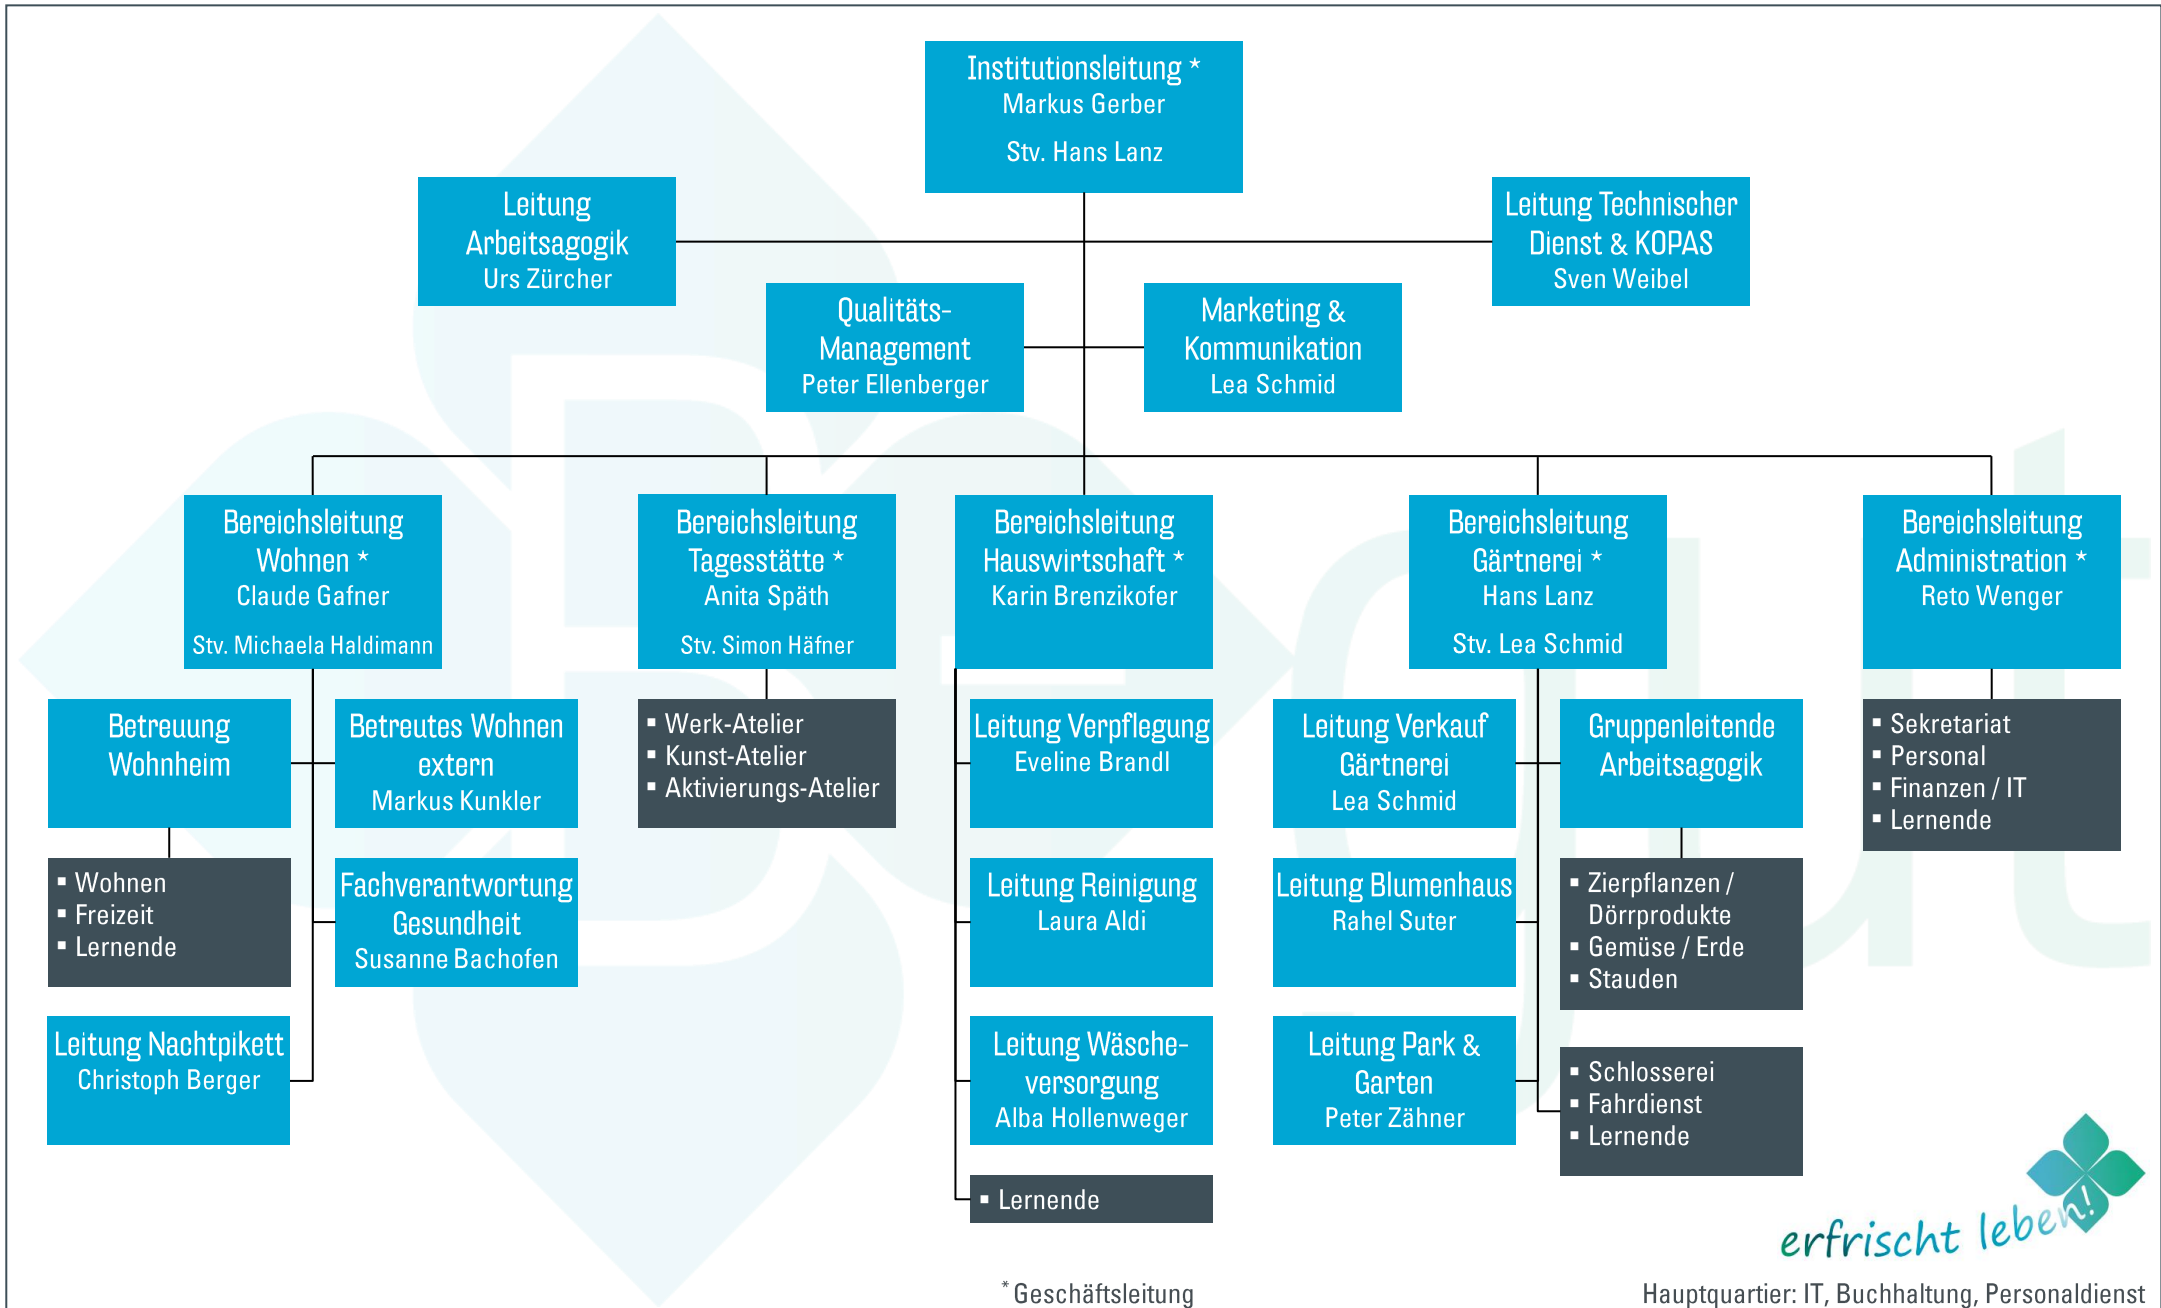 Institutionsleitung *
Markus Gerber
Stv. Hans Lanz
Leitung
Arbeitsagogik
Urs Zürcher
Leitung Technischer
Dienst & KOPAS
Sven Weibel
Qualitäts-
Management
Peter Ellenberger
Marketing &
Kommunikation
Lea Schmid
Bereichsleitung
Wohnen *
Claude Gafner
Stv. Michaela Haldimann
Bereichsleitung
Tagesstätte *
Anita Späth
Stv. Simon Häfner
Bereichsleitung
Hauswirtschaft *
Karin Brenzikofer
Bereichsleitung
Gärtnerei *
Hans Lanz
Stv. Lea Schmid
Bereichsleitung
Administration *
Reto Wenger
Betreuung
Wohnheim
Betreutes Wohnen
extern
Markus Kunkler
▪ Werk-Atelier
▪ Kunst-Atelier
▪ Aktivierungs-Atelier
Leitung Verpflegung
Eveline Brandl
Leitung Verkauf
Gärtnerei
Lea Schmid
Gruppenleitende
Arbeitsagogik
▪ Sekretariat
▪ Personal
▪ Finanzen / IT
▪ Lernende
▪ Wohnen
▪ Freizeit
▪ Lernende
Fachverantwortung
Gesundheit
Susanne Bachofen
Leitung Reinigung
Laura Aldi
Leitung Blumenhaus
Rahel Suter
▪ Zierpflanzen /
Dörrprodukte
▪ Gemüse / Erde
▪ Stauden
Leitung Nachtpikett
Christoph Berger
Leitung Wäsche-
versorgung
Alba Hollenweger
Leitung Park &
Garten
Peter Zähner
▪ Schlosserei
▪ Fahrdienst
▪ Lernende
▪ Lernende
erfrischt leben!
* Geschäftsleitung
Hauptquartier: IT, Buchhaltung, Personaldienst